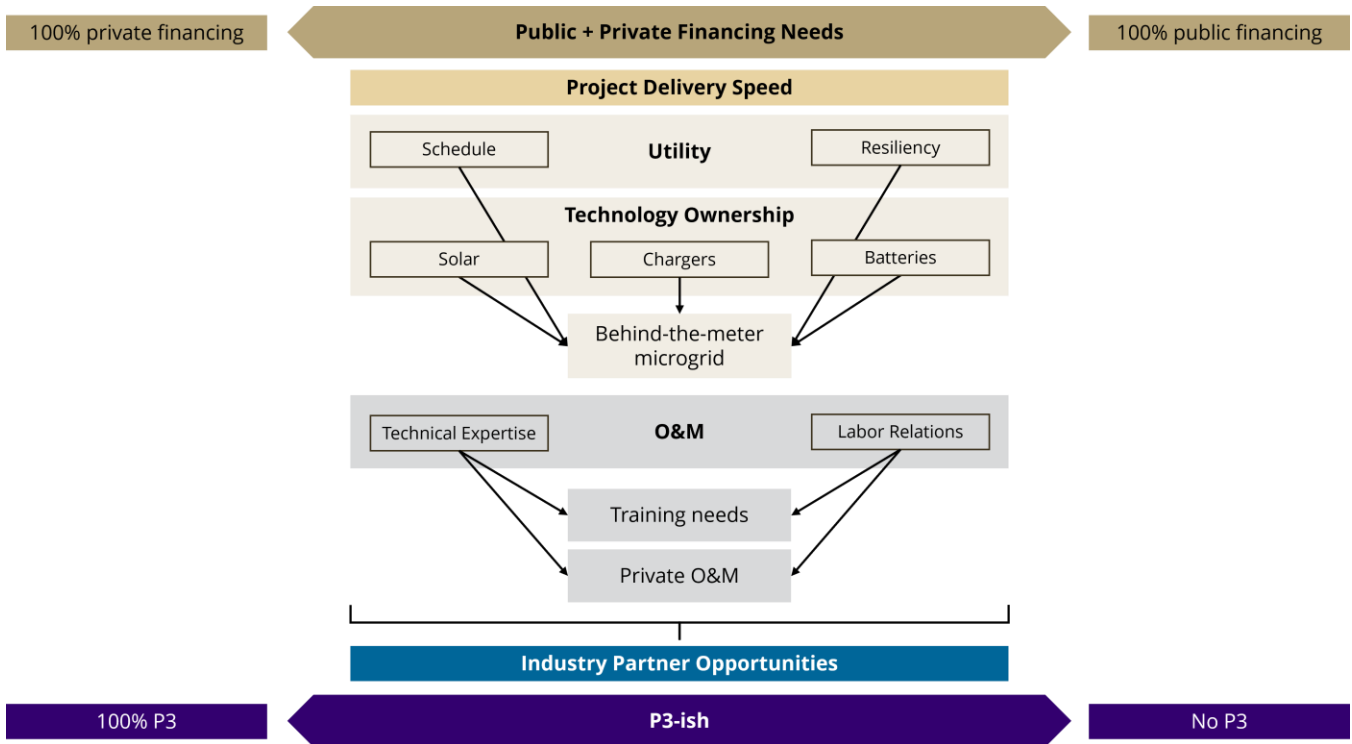 100% private financing
Public + Private Financing Needs
100% public financing
Project Delivery Speed
Schedule
Utility
Resiliency
Technology Ownership
Solar
Chargers
Batteries
Behind-the-meter
microgrid
Technical Expertise
O&M
Labor Relations
Training needs
Private O&M
Industry Partner Opportunities
100% P3
P3-ish
No P3